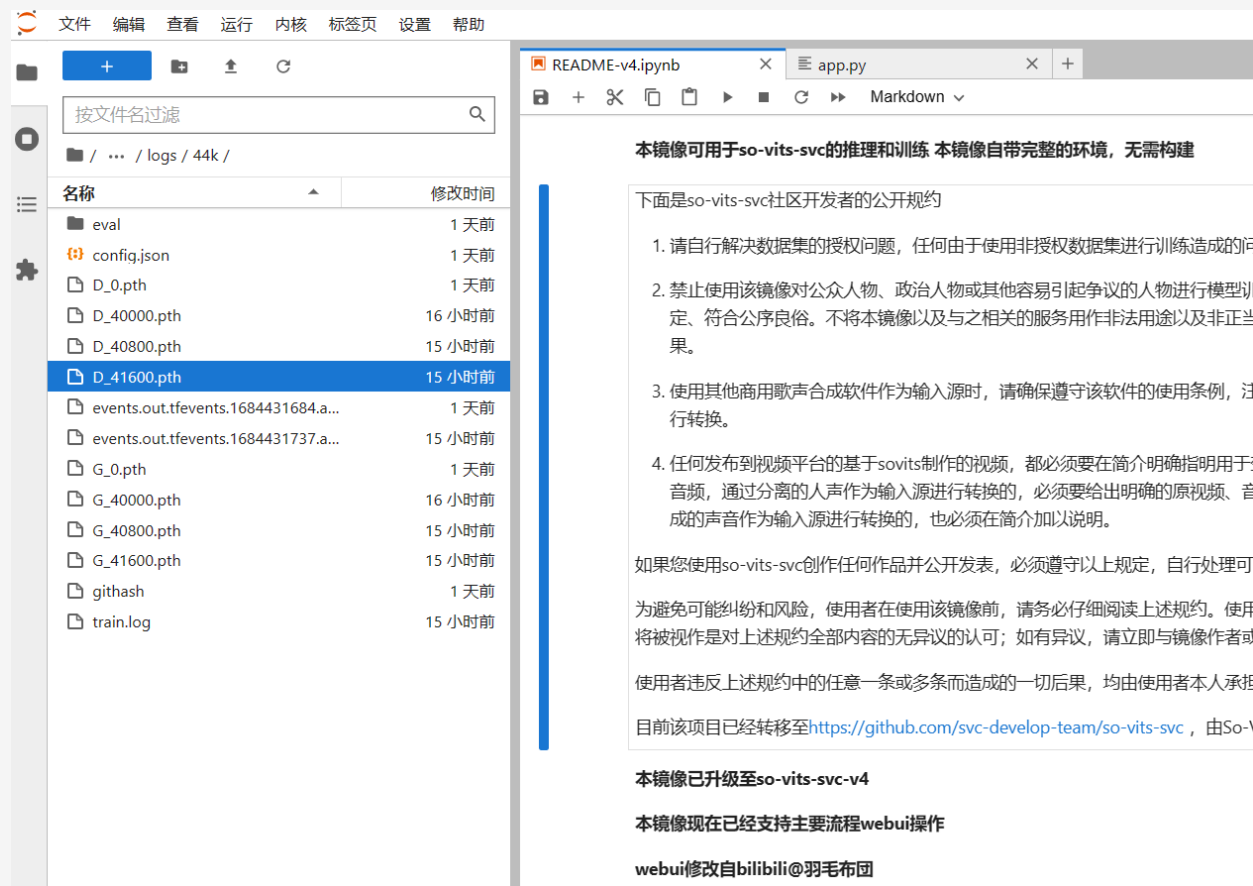 文件 编辑 查看 运行 内核 标签页 设置 帮助
按文件名过滤
/ ··· / logs / 44k /
名称 修改时间
eval 1 天前
config.json 1 天前
D_0.pth 1 天前
D_40000.pth 16 小时前
D_40800.pth 15 小时前
D_41600.pth 15 小时前
events.out.tfevents.1684431684.a... 1 天前
events.out.tfevents.1684431737.a... 15 小时前
G_0.pth 1 天前
G_40000.pth 16 小时前
G_40800.pth 15 小时前
G_41600.pth 15 小时前
githash 1 天前
train.log 15 小时前
README-v4.ipynb app.py
Markdown
本镜像可用于so-vits-svc的推理和训练 本镜像自带完整的环境，无需构建
下面是so-vits-svc社区开发者的公开规约
1. 请自行解决数据集的授权问题，任何由于使用非授权数据集进行训练造成的问
2. 禁止使用该镜像对公众人物、政治人物或其他容易引起争议的人物进行模型训
定、符合公序良俗。不将本镜像以及与之相关的服务用作非法用途以及非正当
果。
3. 使用其他商用歌声合成软件作为输入源时，请确保遵守该软件的使用条例，注
行转换。
4. 任何发布到视频平台的基于sovits制作的视频，都必须要在简介明确指明用于
音频，通过分离的人声作为输入源进行转换的，必须要给出明确的原视频、音
成的声音作为输入源进行转换的，也必须在简介加以说明。
如果您使用so-vits-svc创作任何作品并公开发表，必须遵守以上规定，自行处理可
为避免可能纠纷和风险，使用者在使用该镜像前，请务必仔细阅读上述规约。使用
将被视作是对上述规约全部内容的无异议的认可；如有异议，请立即与镜像作者或
使用者违反上述规约中的任意一条或多条而造成的一切后果，均由使用者本人承担
目前该项目已经转移至https://github.com/svc-develop-team/so-vits-svc ，由So-V
本镜像已升级至so-vits-svc-v4
本镜像现在已经支持主要流程webui操作
webui修改自bilibili@羽毛布团